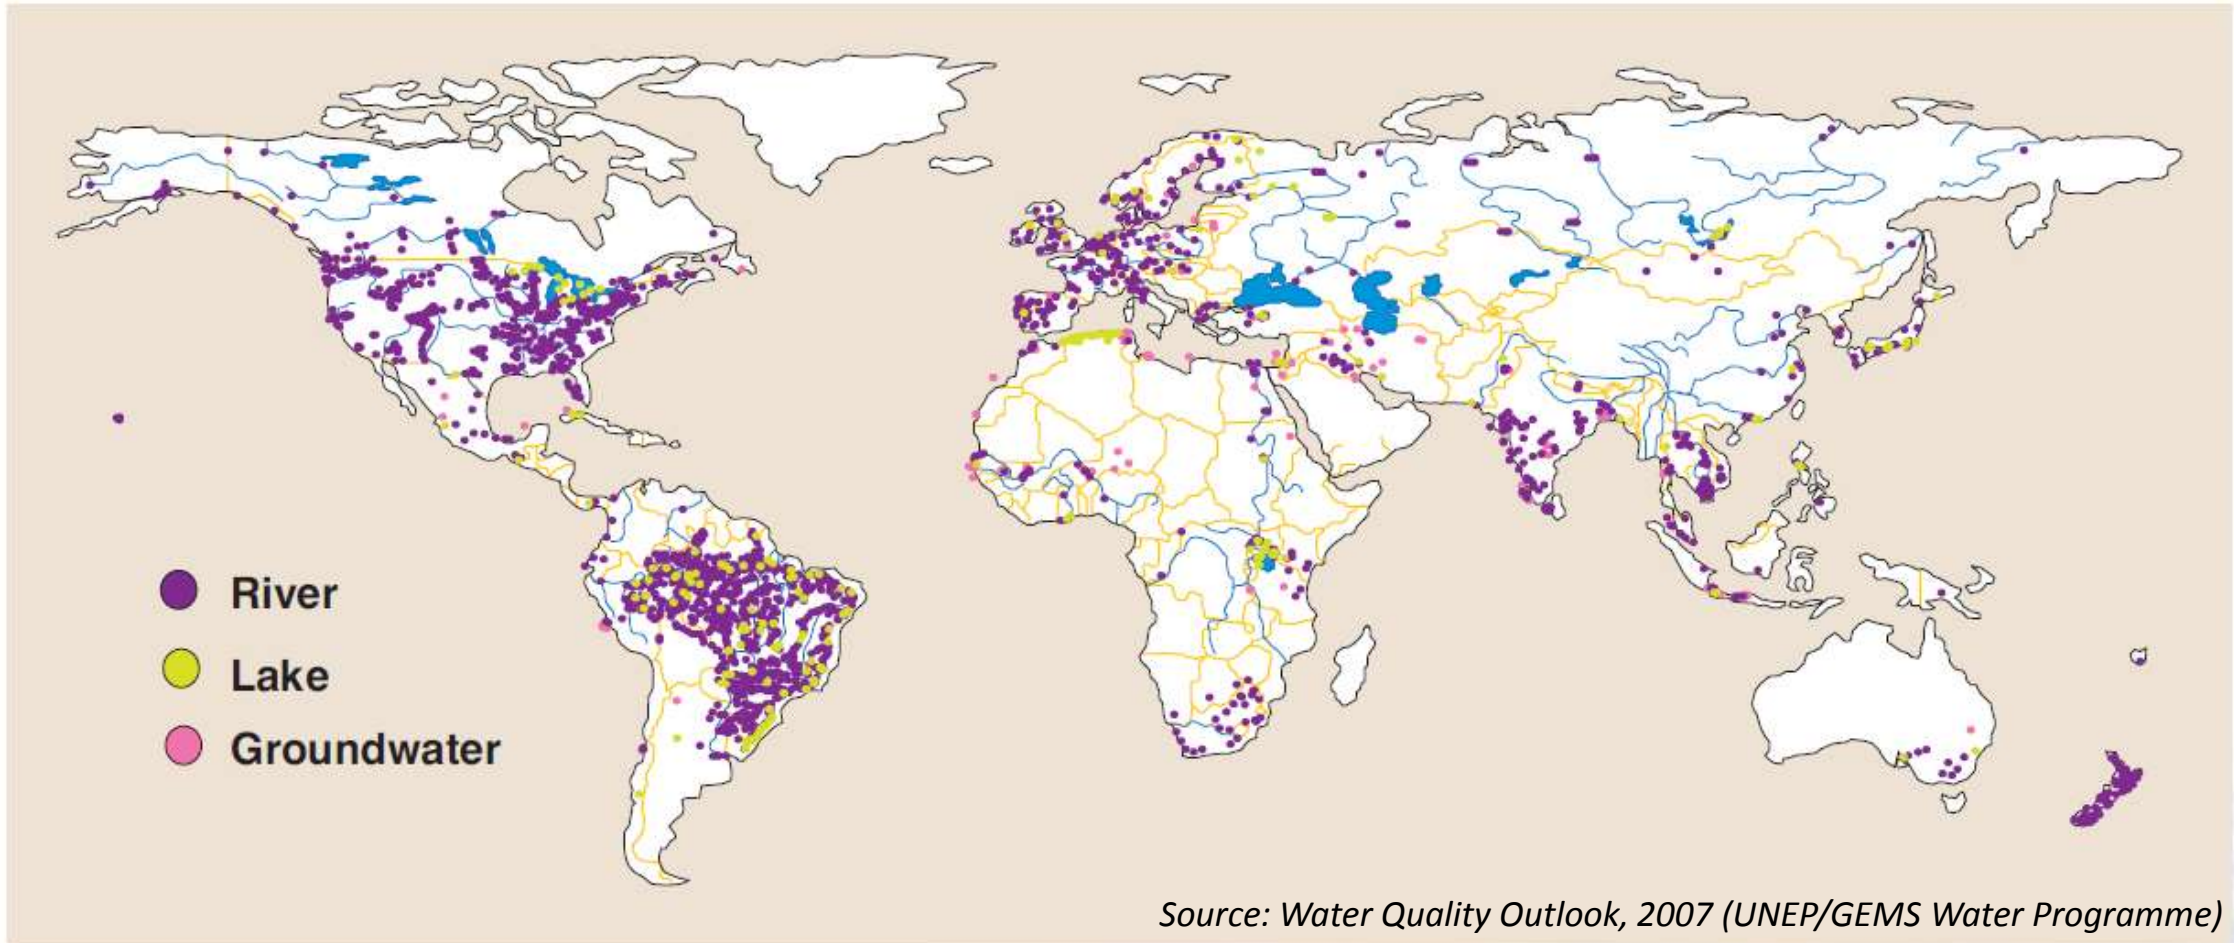 River
Lake
Groundwater
Source: Water Quality Outlook, 2007 (UNEP/GEMS Water Programme)